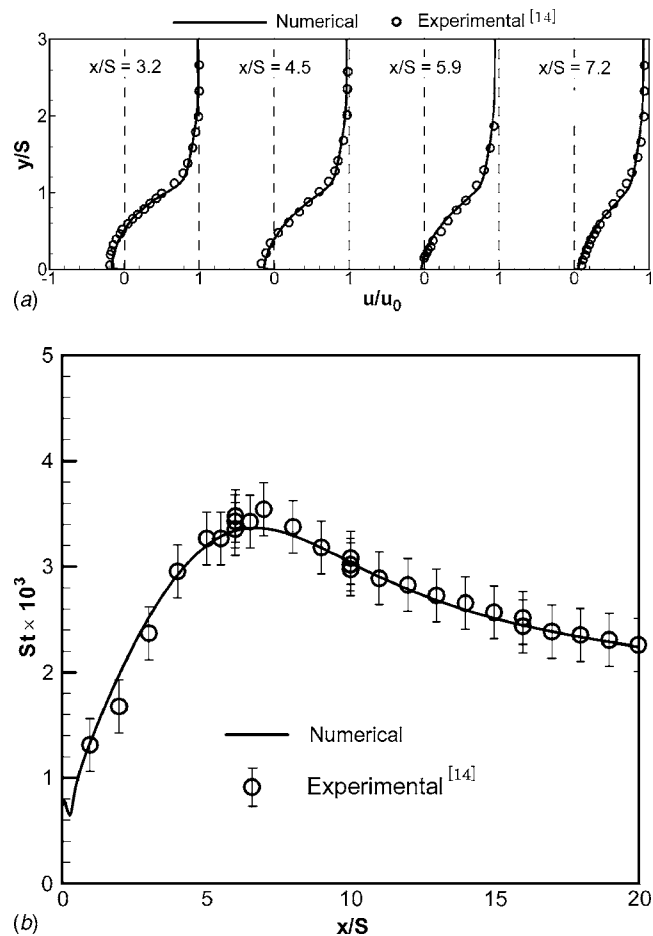 Numerical Experimental [14]
3
x/S = 3.2 x/S = 4.5 x/S = 5.9 x/S = 7.2
2
y/S
1
0
-1 0 1 0 1 0 1 0 1
(a) u/u0
5
4
3
St × 10³
2
Numerical
1
Experimental [14]
0
0 5 10 15 20
(b) x/S